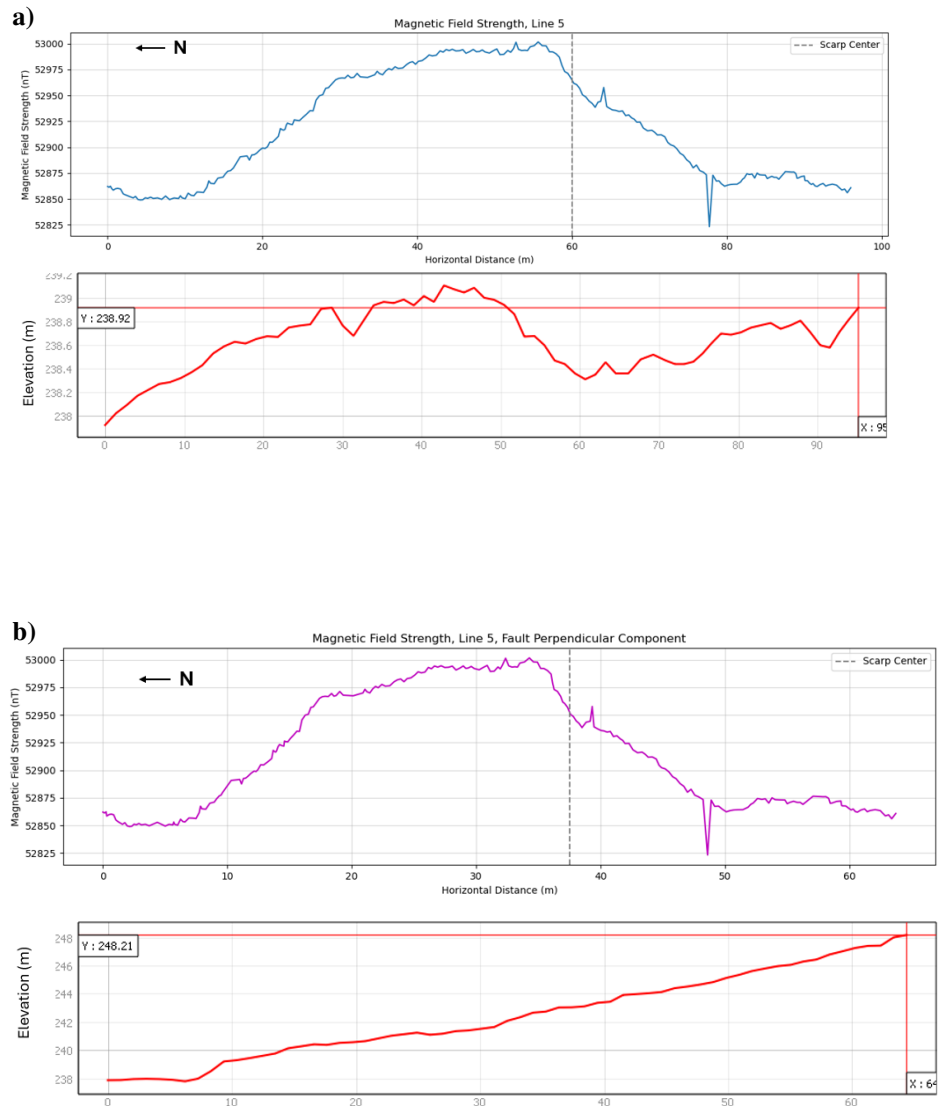 a)
Magnetic Field Strength, Line 5
N
Scarp Center
53000
52975
52950
52925
52900
52875
52850
52825
Magnetic Field Strength (nT)
0 20 40 60 80 100
Horizontal Distance (m)
239.2
239
238.8
238.6
238.4
238.2
238
Y : 238.92
Elevation (m)
X : 95
0 10 20 30 40 50 60 70 80 90
b)
Magnetic Field Strength, Line 5, Fault Perpendicular Component
N
Scarp Center
53000
52975
52950
52925
52900
52875
52850
52825
Magnetic Field Strength (nT)
0 10 20 30 40 50 60
Horizontal Distance (m)
248
246
244
242
240
238
Y : 248.21
Elevation (m)
X : 64
0 10 20 30 40 50 60